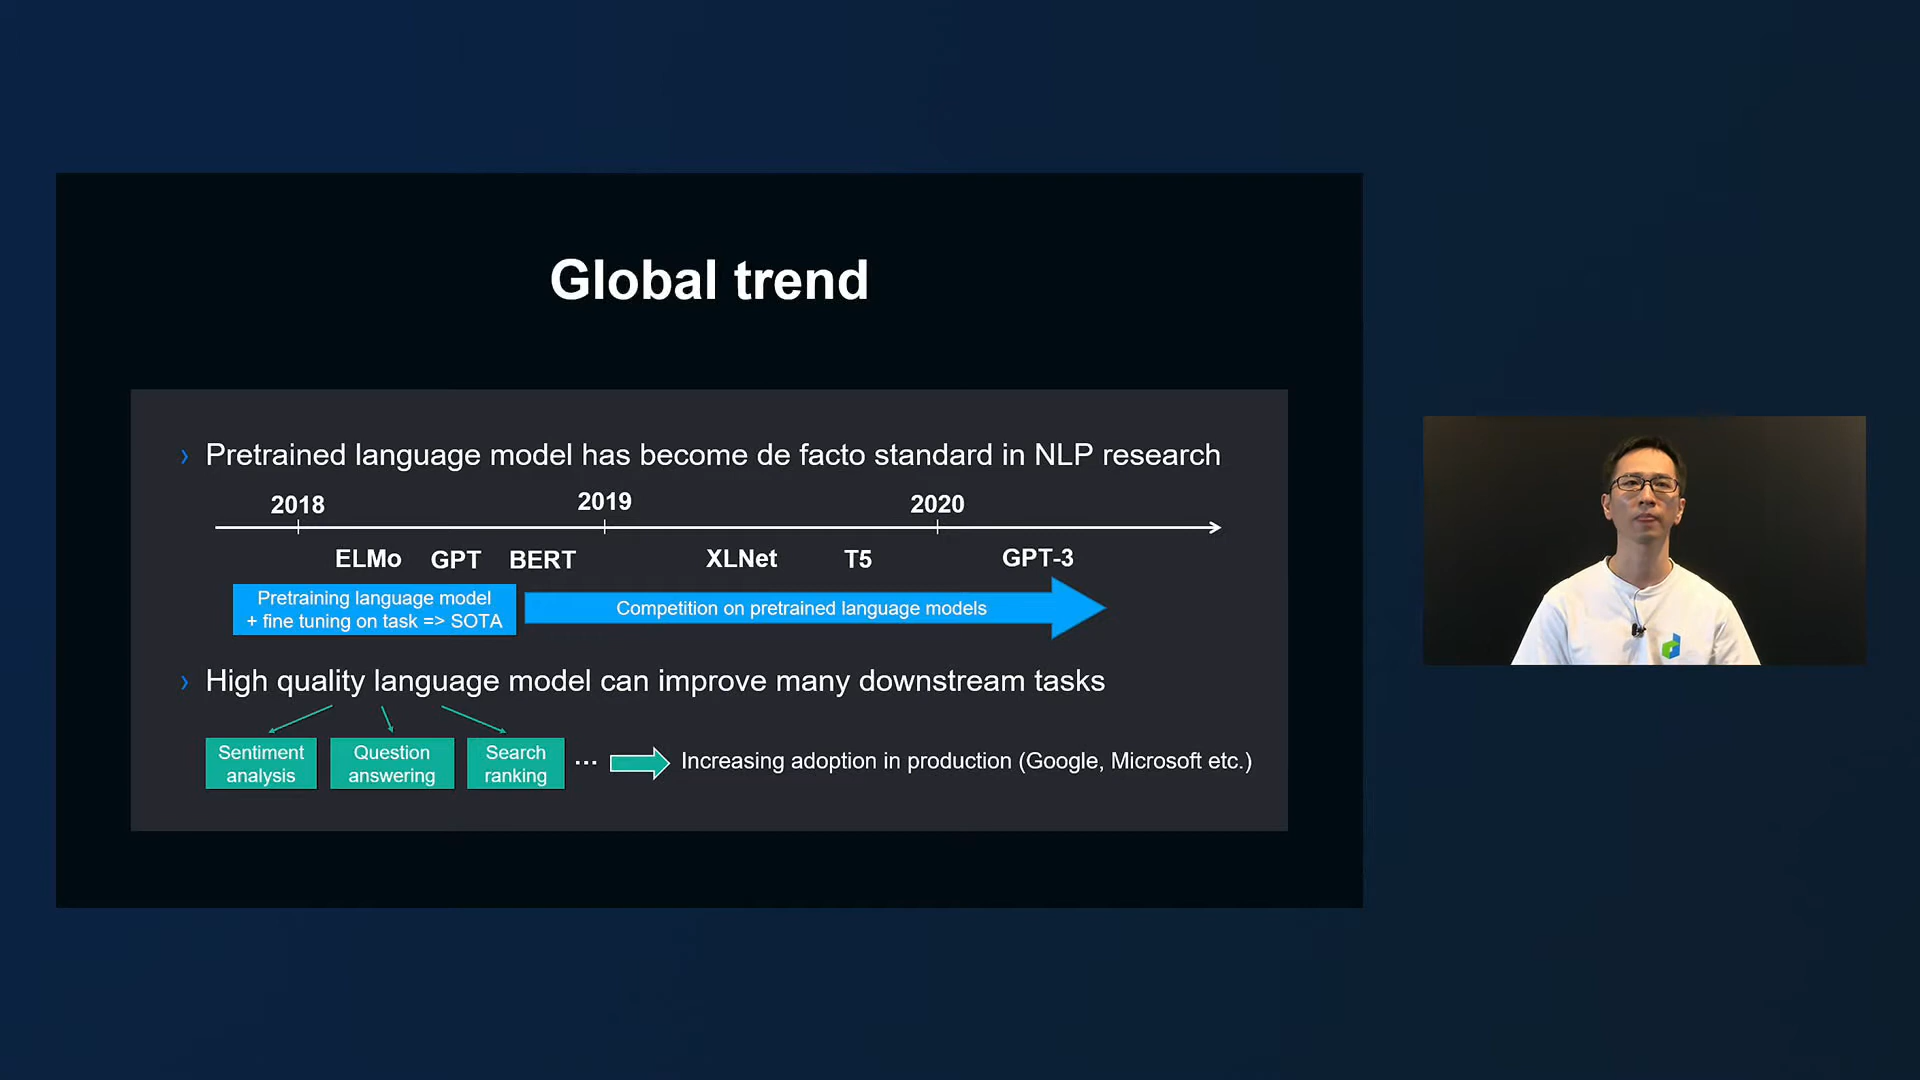 Global trend
› Pretrained language model has become de facto standard in NLP research
2018 2019 2020
ELMo GPT BERT XLNet T5 GPT-3
Pretraining language model
+ fine tuning on task => SOTA
Competition on pretrained language models
› High quality language model can improve many downstream tasks
Sentiment
analysis
Question
answering
Search
ranking
...
Increasing adoption in production (Google, Microsoft etc.)